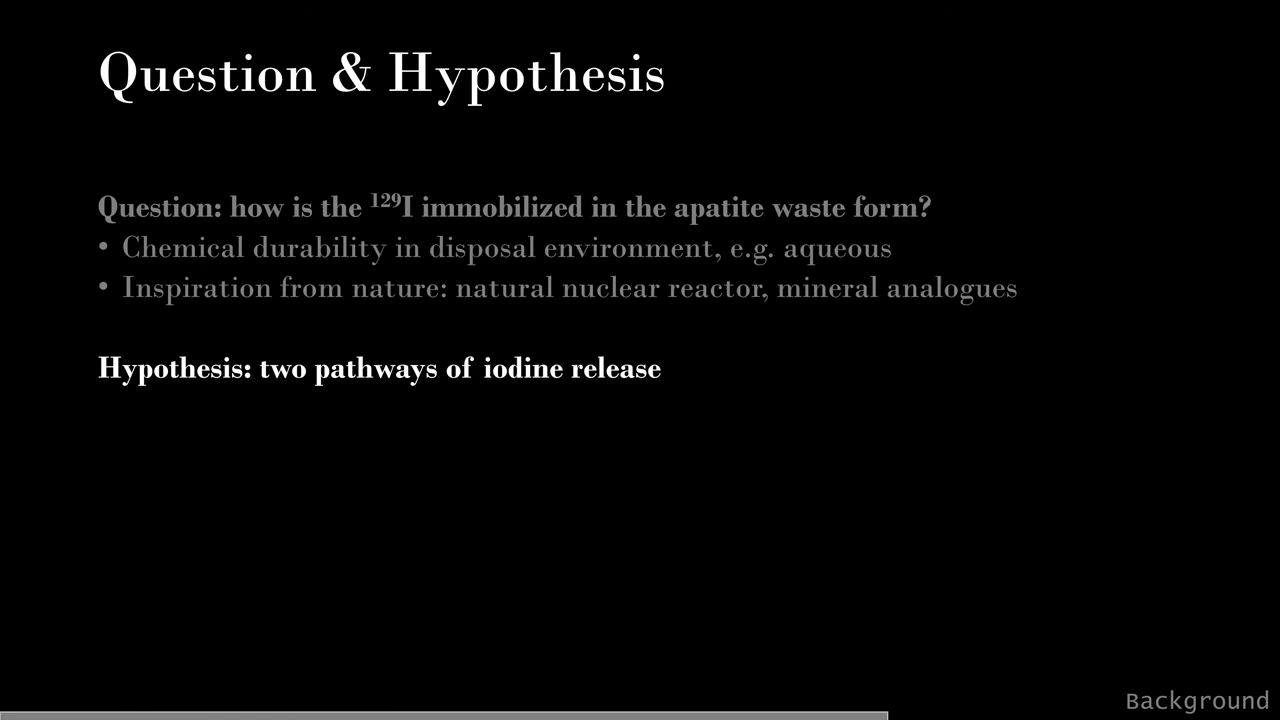 Question & Hypothesis
Question: how is the ¹²⁹I immobilized in the apatite waste form?
• Chemical durability in disposal environment, e.g. aqueous
• Inspiration from nature: natural nuclear reactor, mineral analogues
Hypothesis: two pathways of iodine release
Background